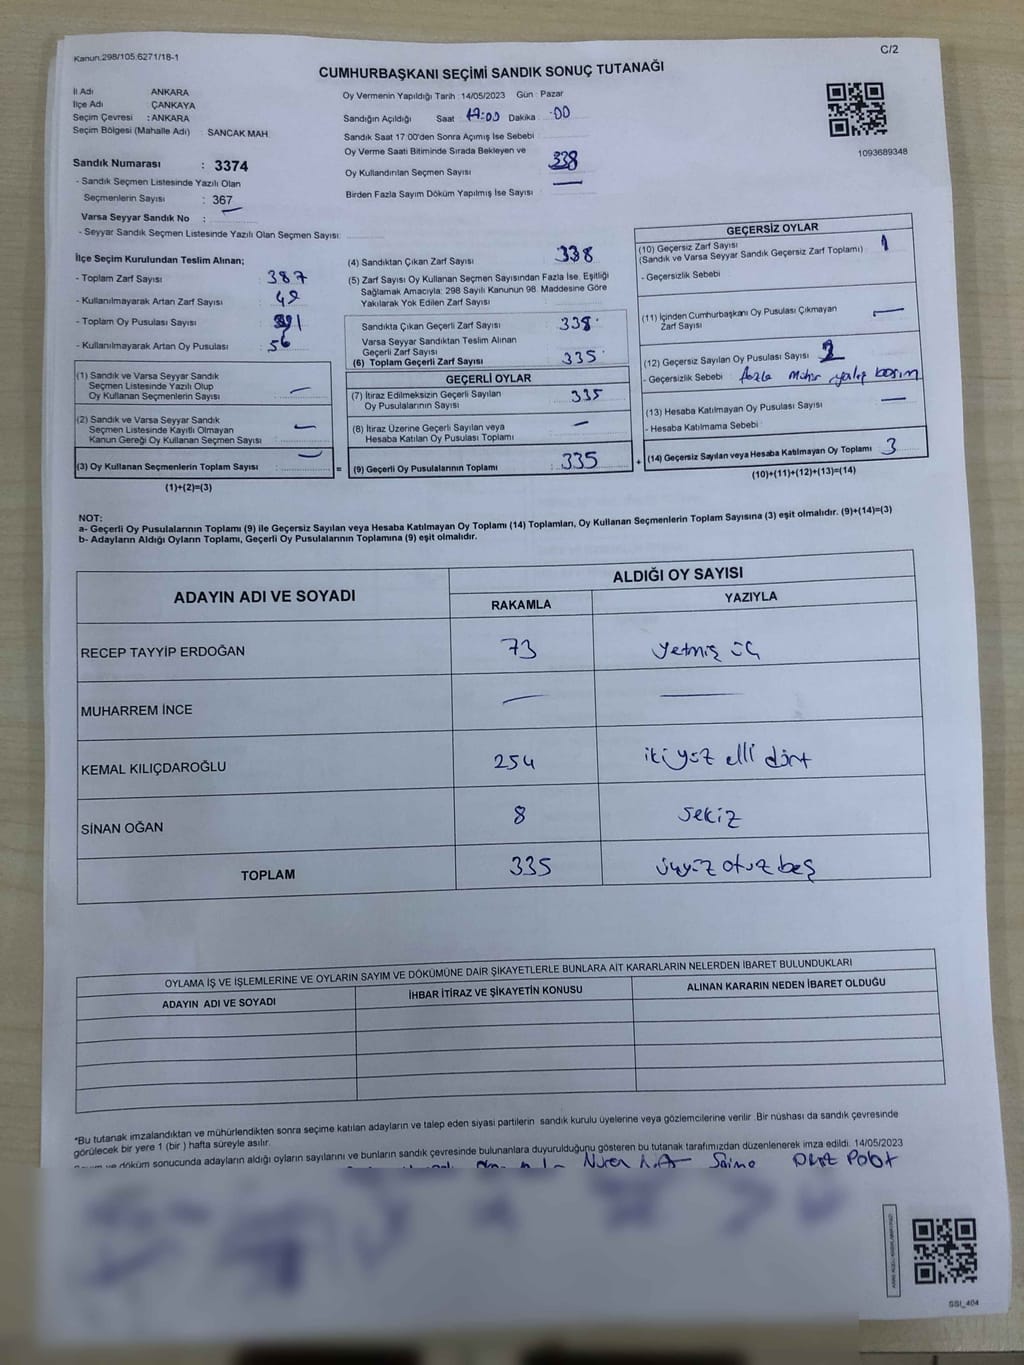 Kanun:298/105.6271/18-1
C/2
CUMHURBAŞKANI SEÇİMİ SANDIK SONUÇ TUTANAĞI
İl Adı ANKARA
İlçe Adı ÇANKAYA
Seçim Çevresi : ANKARA
Seçim Bölgesi (Mahalle Adı) SANCAK MAH
Sandık Numarası : 3374
- Sandık Seçmen Listesinde Yazılı Olan
Seçmenlerin Sayısı : 367
Varsa Seyyar Sandık No :
- Seyyar Sandık Seçmen Listesinde Yazılı Olan Seçmen Sayısı:
Oy Vermenin Yapıldığı Tarih :14/05/2023 Gün : Pazar
Sandığın Açıldığı Saat 17:00 Dakika :00
Sandık Saat 17:00'den Sonra Açımış İse Sebebi
Oy Verme Saati Bitiminde Sırada Bekleyen ve
Oy Kullandırılan Seçmen Sayısı 338
Birden Fazla Sayım Döküm Yapılmış İse Sayısı —
1093689348
İlçe Seçim Kurulundan Teslim Alınan;
- Toplam Zarf Sayısı : 387
- Kullanılmayarak Artan Zarf Sayısı : 49
- Toplam Oy Pusulası Sayısı : 391
- Kullanılmayarak Artan Oy Pusulası : 56
(1) Sandık ve Varsa Seyyar Sandık
Seçmen Listesinde Yazılı Olup
Oy Kullanan Seçmenlerin Sayısı : —
(2) Sandık ve Varsa Seyyar Sandık
Seçmen Listesinde Kayıtlı Olmayan
Kanun Gereği Oy Kullanan Seçmen Sayısı : —
(3) Oy Kullanan Seçmenlerin Toplam Sayısı : —
(1)+(2)=(3)
(4) Sandıktan Çıkan Zarf Sayısı : 338
(5) Zarf Sayısı Oy Kullanan Seçmen Sayısından Fazla İse, Eşitliği
Sağlamak Amacıyla; 298 Sayılı Kanunun 98. Maddesine Göre
Yakılarak Yok Edilen Zarf Sayısı :
Sandıkta Çıkan Geçerli Zarf Sayısı : 338
Varsa Seyyar Sandıktan Teslim Alınan
Geçerli Zarf Sayısı
(6) Toplam Geçerli Zarf Sayısı : 335
GEÇERLİ OYLAR
(7) İtiraz Edilmeksizin Geçerli Sayılan
Oy Pusulalarının Sayısı : 335
(8) İtiraz Üzerine Geçerli Sayılan veya
Hesaba Katılan Oy Pusulası Toplamı : —
= (9) Geçerli Oy Pusulalarının Toplamı : 335
GEÇERSİZ OYLAR
(10) Geçersiz Zarf Sayısı : 1
(Sandık ve Varsa Seyyar Sandık Geçersiz Zarf Toplamı)
- Geçersizlik Sebebi
(11) İçinden Cumhurbaşkanı Oy Pusulası Çıkmayan
Zarf Sayısı : —
(12) Geçersiz Sayılan Oy Pusulası Sayısı : 2
- Geçersizlik Sebebi fazla mühür yalap basım
(13) Hesaba Katılmayan Oy Pusulası Sayısı : —
- Hesaba Katılmama Sebebi
+ (14) Geçersiz Sayılan veya Hesaba Katılmayan Oy Toplamı 3
(10)+(11)+(12)+(13)=(14)
NOT:
a- Geçerli Oy Pusulalarının Toplamı (9) ile Geçersiz Sayılan veya Hesaba Katılmayan Oy Toplamı (14) Toplamları, Oy Kullanan Seçmenlerin Toplam Sayısına (3) eşit olmalıdır. (9)+(14)=(3)
b- Adayların Aldığı Oyların Toplamı, Geçerli Oy Pusulalarının Toplamına (9) eşit olmalıdır.
ADAYIN ADI VE SOYADI
ALDIĞI OY SAYISI
RAKAMLA YAZIYLA
RECEP TAYYİP ERDOĞAN 73 yetmiş üç
MUHARREM İNCE — —
KEMAL KILIÇDAROĞLU 254 iki yüz elli dört
SİNAN OĞAN 8 sekiz
TOPLAM 335 üçyüz otuz beş
OYLAMA İŞ VE İŞLEMLERİNE VE OYLARIN SAYIM VE DÖKÜMÜNE DAİR ŞİKAYETLERLE BUNLARA AİT KARARLARIN NELERDEN İBARET BULUNDUKLARI
ADAYIN ADI VE SOYADI İHBAR İTİRAZ VE ŞİKAYETİN KONUSU ALINAN KARARIN NEDEN İBARET OLDUĞU
*Bu tutanak imzalandıktan ve mühürlendikten sonra seçime katılan adayların ve talep eden siyasi partilerin sandık kurulu üyelerine veya gözlemcilerine verilir .Bir nüshası da sandık çevresinde
görülecek bir yere 1 (bir ) hafta süreyle asılır.
ve döküm sonucunda adayların aldığı oyların sayılarını ve bunların sandık çevresinde bulunanlara duyurulduğunu gösteren bu tutanak tarafımızdan düzenlenerek imza edildi. 14/05/2023
Saime Polat
SSI_404